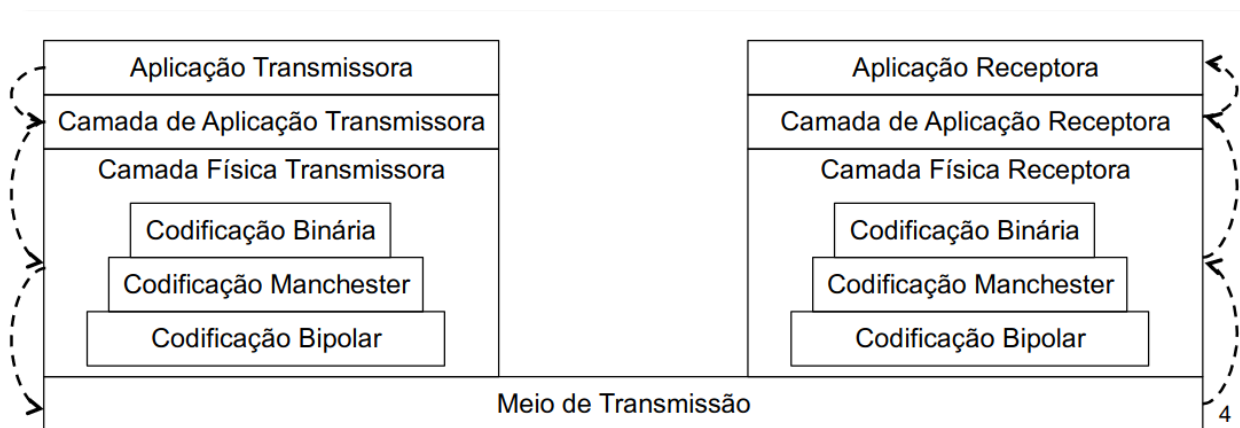 Aplicação Transmissora
Camada de Aplicação Transmissora
Camada Física Transmissora
Codificação Binária
Codificação Manchester
Codificação Bipolar
Aplicação Receptora
Camada de Aplicação Receptora
Camada Física Receptora
Codificação Binária
Codificação Manchester
Codificação Bipolar
Meio de Transmissão
4